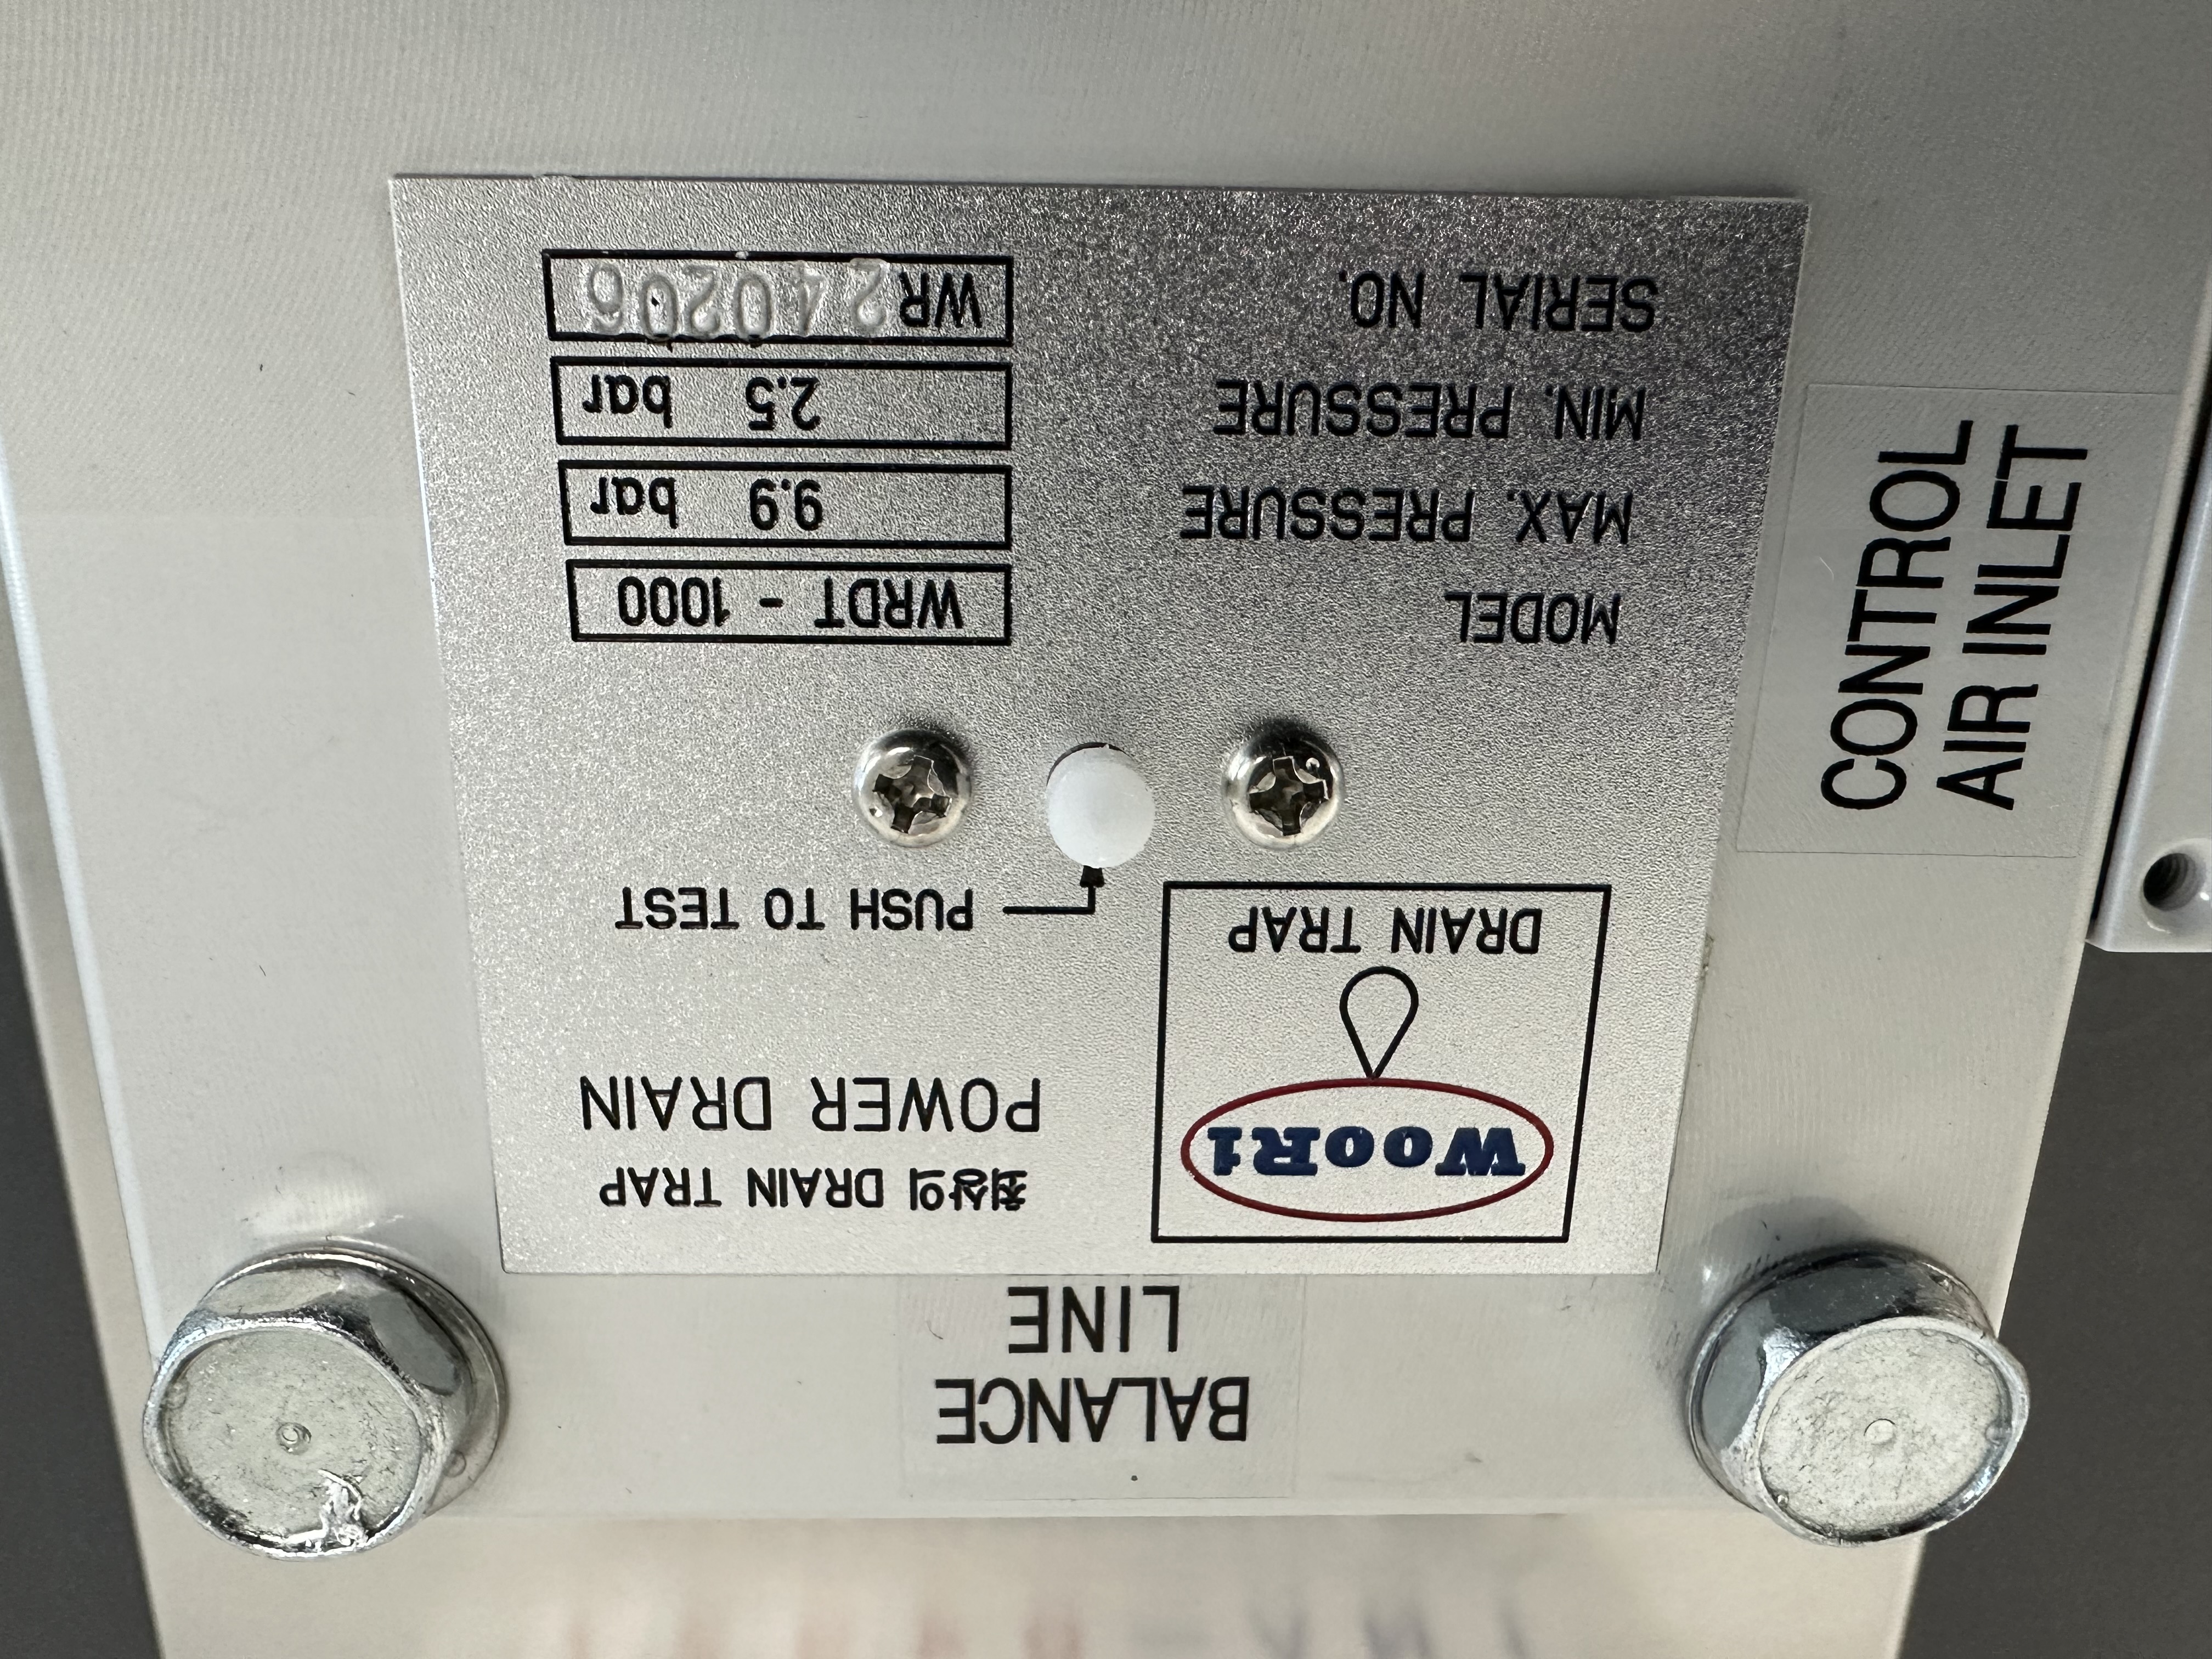 BALANCE
LINE
WOORI
DRAIN TRAP
최상의 DRAIN TRAP
POWER DRAIN
PUSH TO TEST
MODEL WRDT - 1000
MAX. PRESSURE 9.9 bar
MIN. PRESSURE 2.5 bar
SERIAL NO. WR240206
CONTROL
AIR INLET